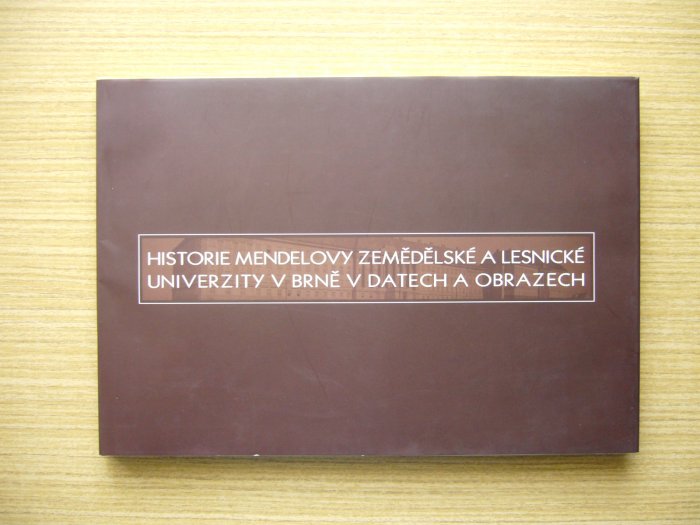 HISTORIE MENDELOVY ZEMĚDĚLSKÉ A LESNICKÉ
UNIVERZITY V BRNĚ V DATECH A OBRAZECH